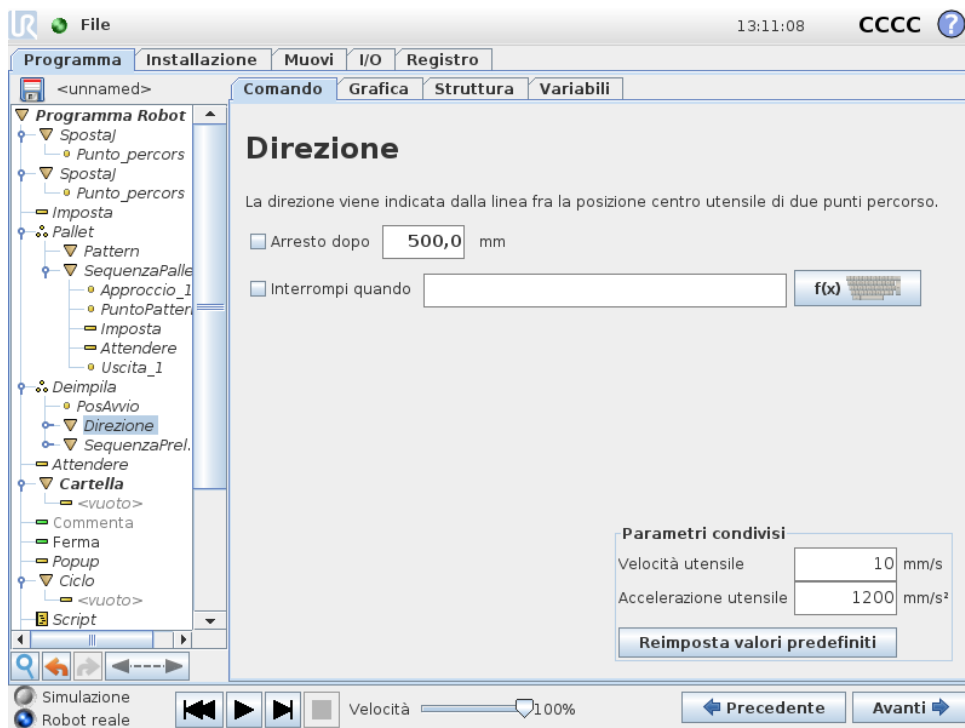 UR File 13:11:08 CCCC ?
Programma Installazione Muovi I/O Registro
<unnamed>
Comando Grafica Struttura Variabili
Programma Robot
SpostaJ
Punto_percors
SpostaJ
Punto_percors
Imposta
Pallet
Pattern
SequenzaPalle
Approccio_1
PuntoPatter
Imposta
Attendere
Uscita_1
Deimpila
PosAvvio
Direzione
SequenzaPrel.
Attendere
Cartella
<vuoto>
Commenta
Ferma
Popup
Ciclo
<vuoto>
Script
Direzione
La direzione viene indicata dalla linea fra la posizione centro utensile di due punti percorso.
Arresto dopo 500,0 mm
Interrompi quando f(x)
Parametri condivisi
Velocità utensile 10 mm/s
Accelerazione utensile 1200 mm/s²
Reimposta valori predefiniti
Simulazione
Robot reale
Velocità 100%
Precedente Avanti